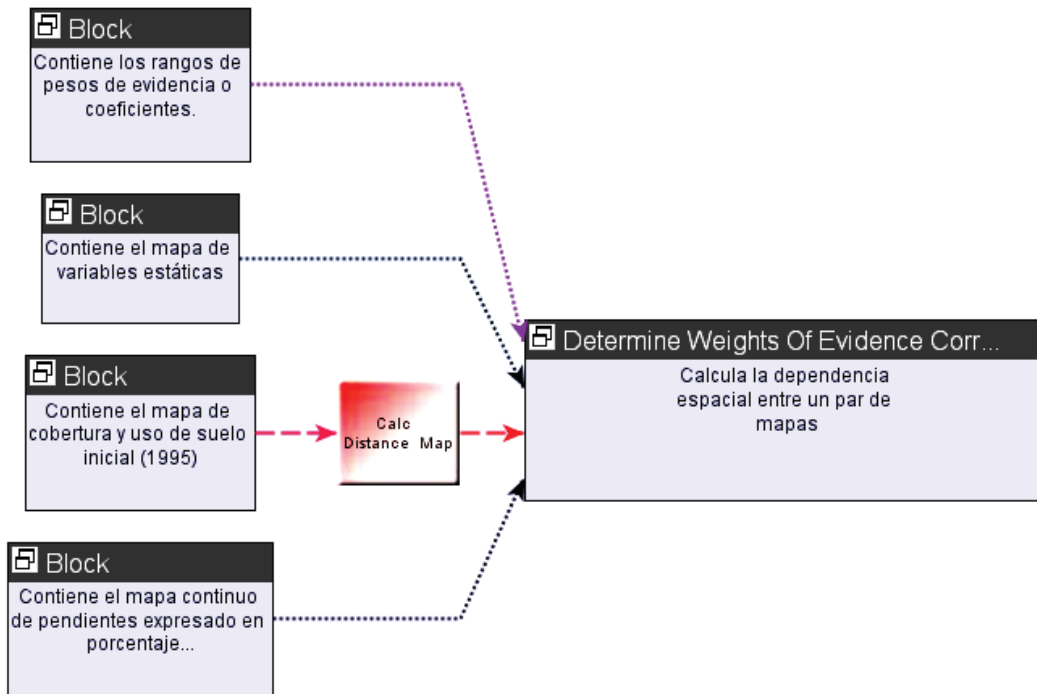 Block
Contiene los rangos de
pesos de evidencia o
coeficientes.
Block
Contiene el mapa de
variables estáticas
Block
Contiene el mapa de
cobertura y uso de suelo
inicial (1995)
Calc
Distance Map
Block
Contiene el mapa continuo
de pendientes expresado en
porcentaje...
Determine Weights Of Evidence Corr...
Calcula la dependencia
espacial entre un par de
mapas